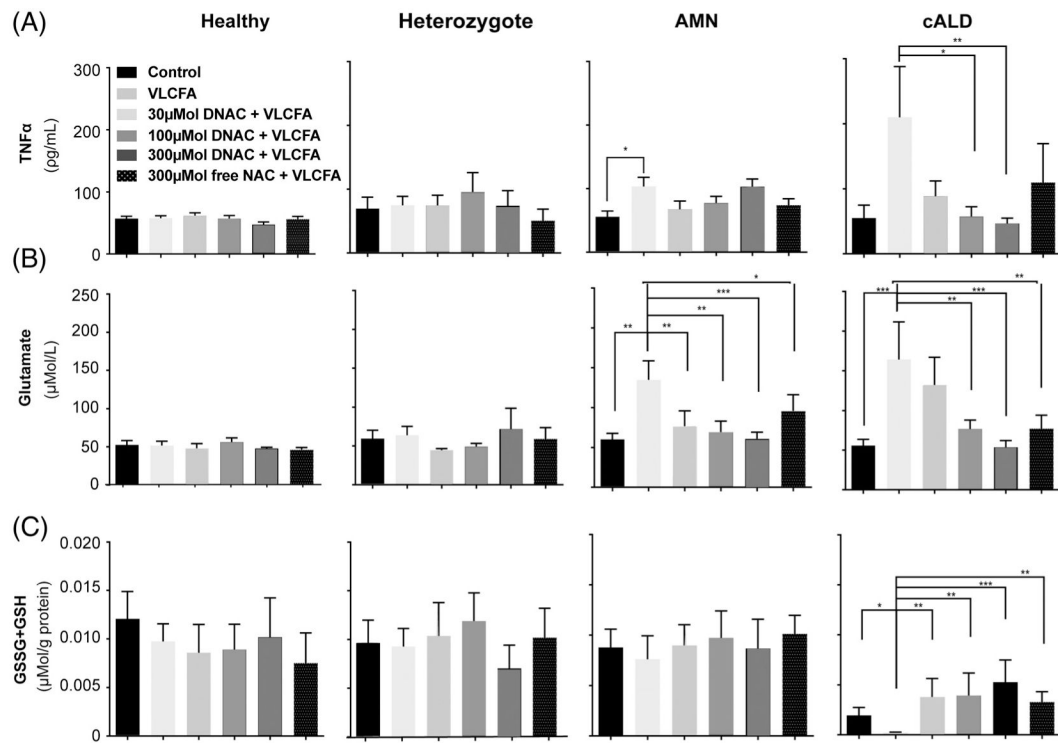 (A) Healthy Heterozygote AMN cALD
TNFα
(ρg/mL)
300
200
100
0
Control
VLCFA
30µMol DNAC + VLCFA
100µMol DNAC + VLCFA
300µMol DNAC + VLCFA
300µMol free NAC + VLCFA
*
**
*
(B)
Glutamate
(µMol/L)
250
200
150
100
50
0
*
***
**
** **
**
*** ***
**
(C)
GSSG+GSH
(µMol/g protein)
0.020
0.015
0.010
0.005
0.000
**
***
**
* **